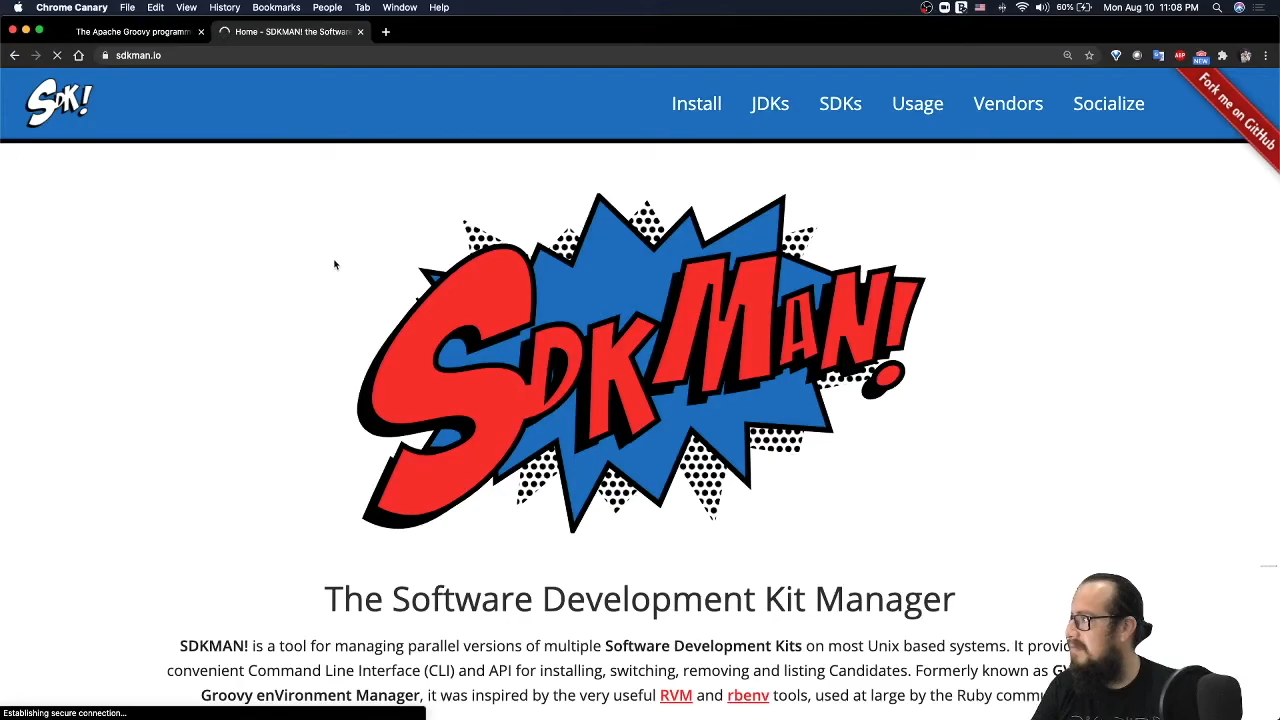 Chrome Canary File Edit View History Bookmarks People Tab Window Help 60% Mon Aug 10 11:08 PM
The Apache Groovy programm
Home - SDKMAN! the Software
sdkman.io
ABP
NEW
SDK!
Install JDKs SDKs Usage Vendors Socialize
Fork me on GitHub
SDKMAN!
The Software Development Kit Manager
SDKMAN! is a tool for managing parallel versions of multiple Software Development Kits on most Unix based systems. It provid
convenient Command Line Interface (CLI) and API for installing, switching, removing and listing Candidates. Formerly known as G
Groovy enVironment Manager, it was inspired by the very useful RVM and rbenv tools, used at large by the Ruby commu
Establishing secure connection...